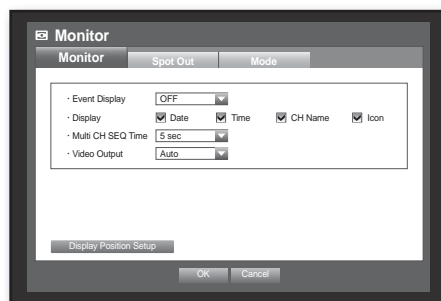 Monitor
Monitor Spot Out Mode
· Event Display OFF
· Display Date Time CH Name Icon
· Multi CH SEQ Time 5 sec
· Video Output Auto
Display Position Setup
OK Cancel